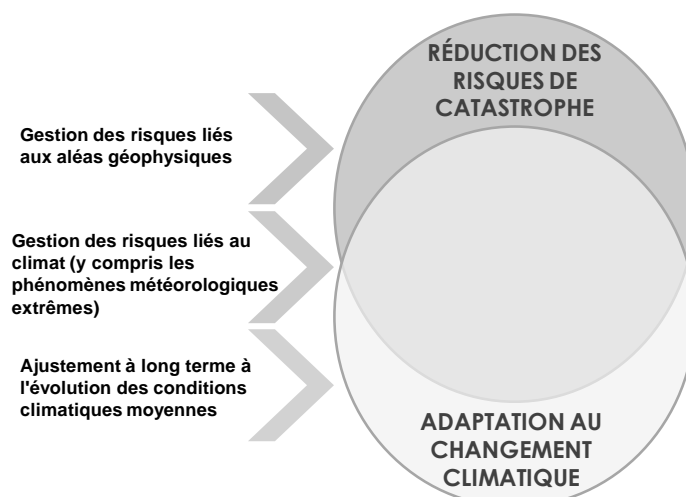 RÉDUCTION DES
RISQUES DE
CATASTROPHE
Gestion des risques liés
aux aléas géophysiques
Gestion des risques liés au
climat (y compris les
phénomènes météorologiques
extrêmes)
Ajustement à long terme à
l'évolution des conditions
climatiques moyennes
ADAPTATION AU
CHANGEMENT
CLIMATIQUE